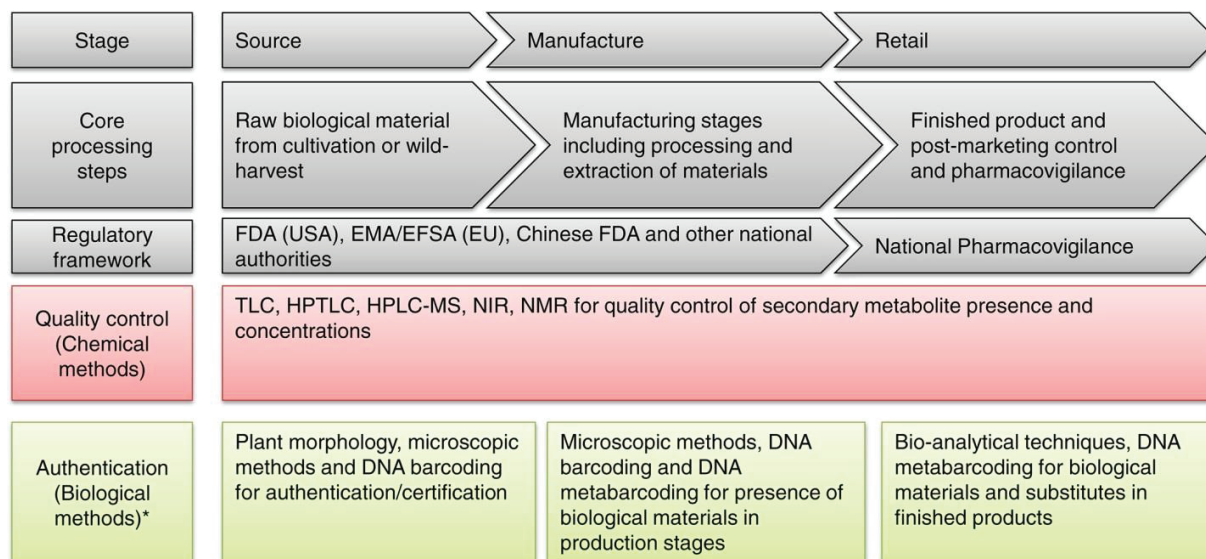 Stage
Source
Manufacture
Retail
Core
processing
steps
Raw biological material
from cultivation or wild-
harvest
Manufacturing stages
including processing and
extraction of materials
Finished product and
post-marketing control
and pharmacovigilance
Regulatory
framework
FDA (USA), EMA/EFSA (EU), Chinese FDA and other national
authorities
National Pharmacovigilance
Quality control
(Chemical
methods)
TLC, HPTLC, HPLC-MS, NIR, NMR for quality control of secondary metabolite presence and
concentrations
Authentication
(Biological
methods)*
Plant morphology, microscopic
methods and DNA barcoding
for authentication/certification
Microscopic methods, DNA
barcoding and DNA
metabarcoding for presence of
biological materials in
production stages
Bio-analytical techniques, DNA
metabarcoding for biological
materials and substitutes in
finished products